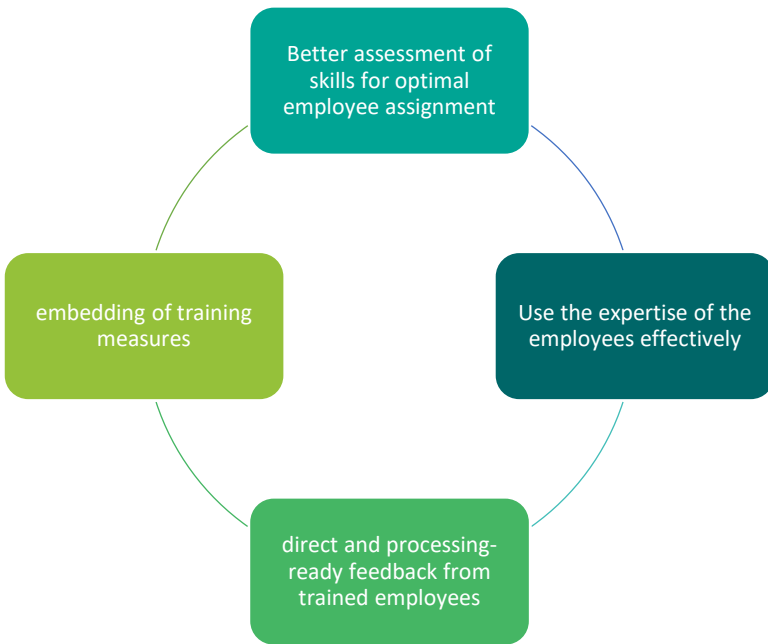 Better assessment of
skills for optimal
employee assignment
Use the expertise of the
employees effectively
direct and processing-
ready feedback from
trained employees
embedding of training
measures